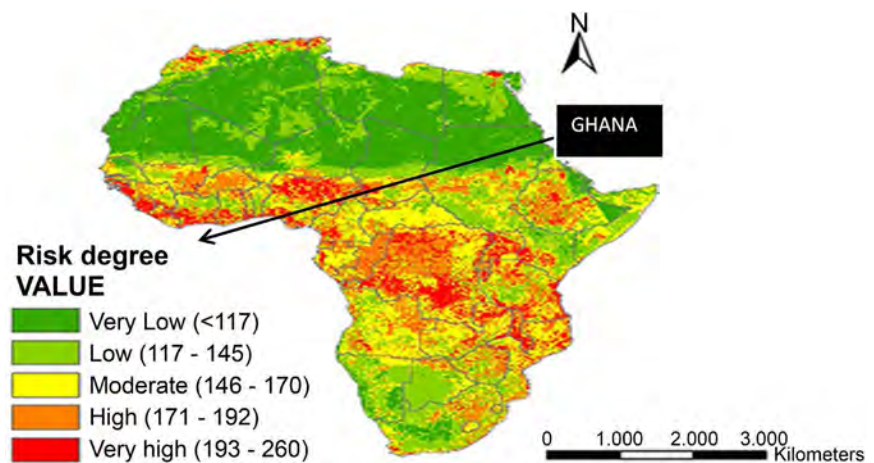 N
GHANA
Risk degree
VALUE
Very Low (<117)
Low (117 - 145)
Moderate (146 - 170)
High (171 - 192)
Very high (193 - 260)
0 1.000 2.000 3.000
Kilometers